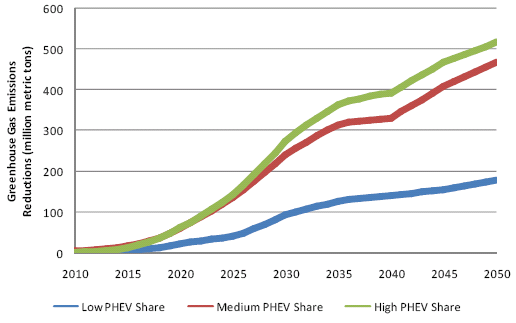 600
500
400
300
200
100
0
Greenhouse Gas Emissions
Reductions (million metric tons)
2010 2015 2020 2025 2030 2035 2040 2045 2050
Low PHEV Share Medium PHEV Share High PHEV Share